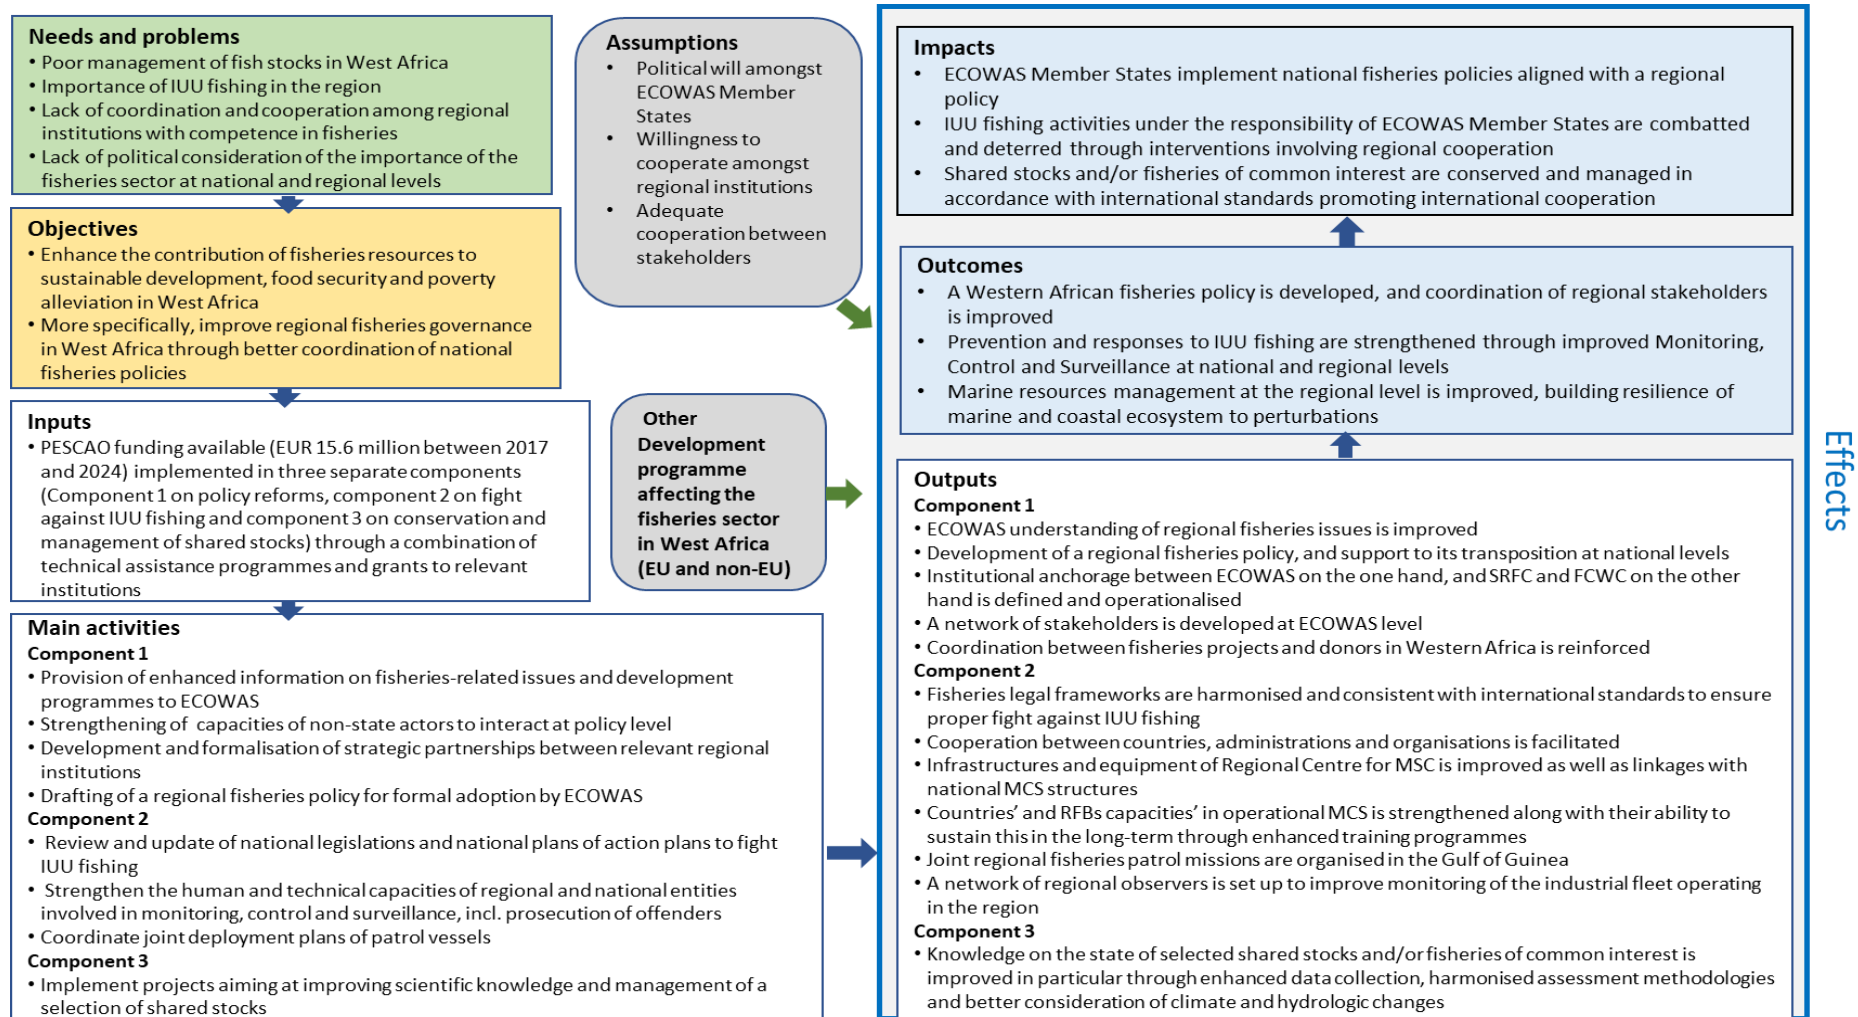 Needs and problems
• Poor management of fish stocks in West Africa
• Importance of IUU fishing in the region
• Lack of coordination and cooperation among regional
institutions with competence in fisheries
• Lack of political consideration of the importance of the
fisheries sector at national and regional levels
Objectives
• Enhance the contribution of fisheries resources to
sustainable development, food security and poverty
alleviation in West Africa
• More specifically, improve regional fisheries governance
in West Africa through better coordination of national
fisheries policies
Inputs
• PESCAO funding available (EUR 15.6 million between 2017
and 2024) implemented in three separate components
(Component 1 on policy reforms, component 2 on fight
against IUU fishing and component 3 on conservation and
management of shared stocks) through a combination of
technical assistance programmes and grants to relevant
institutions
Main activities
Component 1
• Provision of enhanced information on fisheries-related issues and development
programmes to ECOWAS
• Strengthening of capacities of non-state actors to interact at policy level
• Development and formalisation of strategic partnerships between relevant regional
institutions
• Drafting of a regional fisheries policy for formal adoption by ECOWAS
Component 2
• Review and update of national legislations and national plans of action plans to fight
IUU fishing
• Strengthen the human and technical capacities of regional and national entities
involved in monitoring, control and surveillance, incl. prosecution of offenders
• Coordinate joint deployment plans of patrol vessels
Component 3
• Implement projects aiming at improving scientific knowledge and management of a
selection of shared stocks
Assumptions
• Political will amongst
ECOWAS Member
States
• Willingness to
cooperate amongst
regional institutions
• Adequate
cooperation between
stakeholders
Other
Development
programme
affecting the
fisheries sector
in West Africa
(EU and non-EU)
Impacts
• ECOWAS Member States implement national fisheries policies aligned with a regional
policy
• IUU fishing activities under the responsibility of ECOWAS Member States are combatted
and deterred through interventions involving regional cooperation
• Shared stocks and/or fisheries of common interest are conserved and managed in
accordance with international standards promoting international cooperation
Outcomes
• A Western African fisheries policy is developed, and coordination of regional stakeholders
is improved
• Prevention and responses to IUU fishing are strengthened through improved Monitoring,
Control and Surveillance at national and regional levels
• Marine resources management at the regional level is improved, building resilience of
marine and coastal ecosystem to perturbations
Outputs
Component 1
• ECOWAS understanding of regional fisheries issues is improved
• Development of a regional fisheries policy, and support to its transposition at national levels
• Institutional anchorage between ECOWAS on the one hand, and SRFC and FCWC on the other
hand is defined and operationalised
• A network of stakeholders is developed at ECOWAS level
• Coordination between fisheries projects and donors in Western Africa is reinforced
Component 2
• Fisheries legal frameworks are harmonised and consistent with international standards to ensure
proper fight against IUU fishing
• Cooperation between countries, administrations and organisations is facilitated
• Infrastructures and equipment of Regional Centre for MSC is improved as well as linkages with
national MCS structures
• Countries’ and RFBs capacities’ in operational MCS is strengthened along with their ability to
sustain this in the long-term through enhanced training programmes
• Joint regional fisheries patrol missions are organised in the Gulf of Guinea
• A network of regional observers is set up to improve monitoring of the industrial fleet operating
in the region
Component 3
• Knowledge on the state of selected shared stocks and/or fisheries of common interest is
improved in particular through enhanced data collection, harmonised assessment methodologies
and better consideration of climate and hydrologic changes
Effects